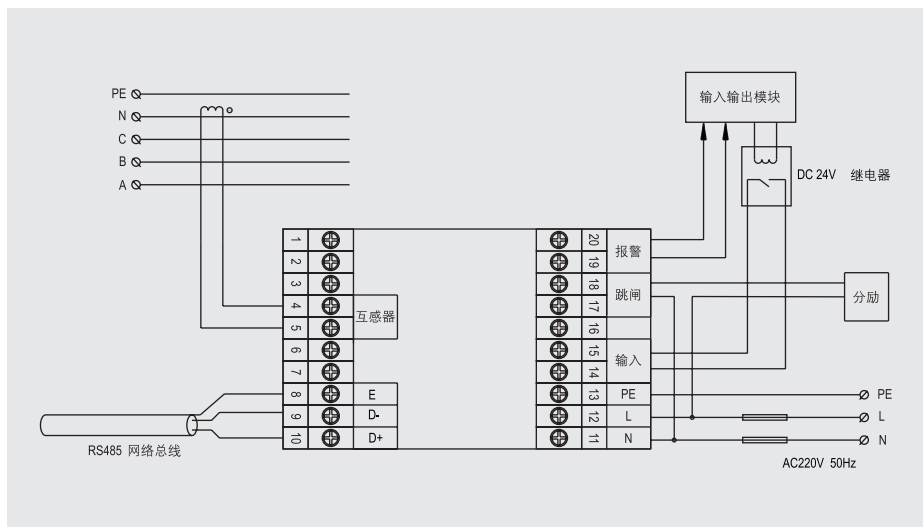 PE
N
C
B
A
输入输出模块
DC 24V 继电器
1
2
3
4
5
6
7
8
9
10
互感器
E
D-
D+
RS485 网络总线
20
19
18
17
16
15
14
13
12
11
报警
跳闸
输入
PE
L
N
分励
PE
L
N
AC220V 50Hz